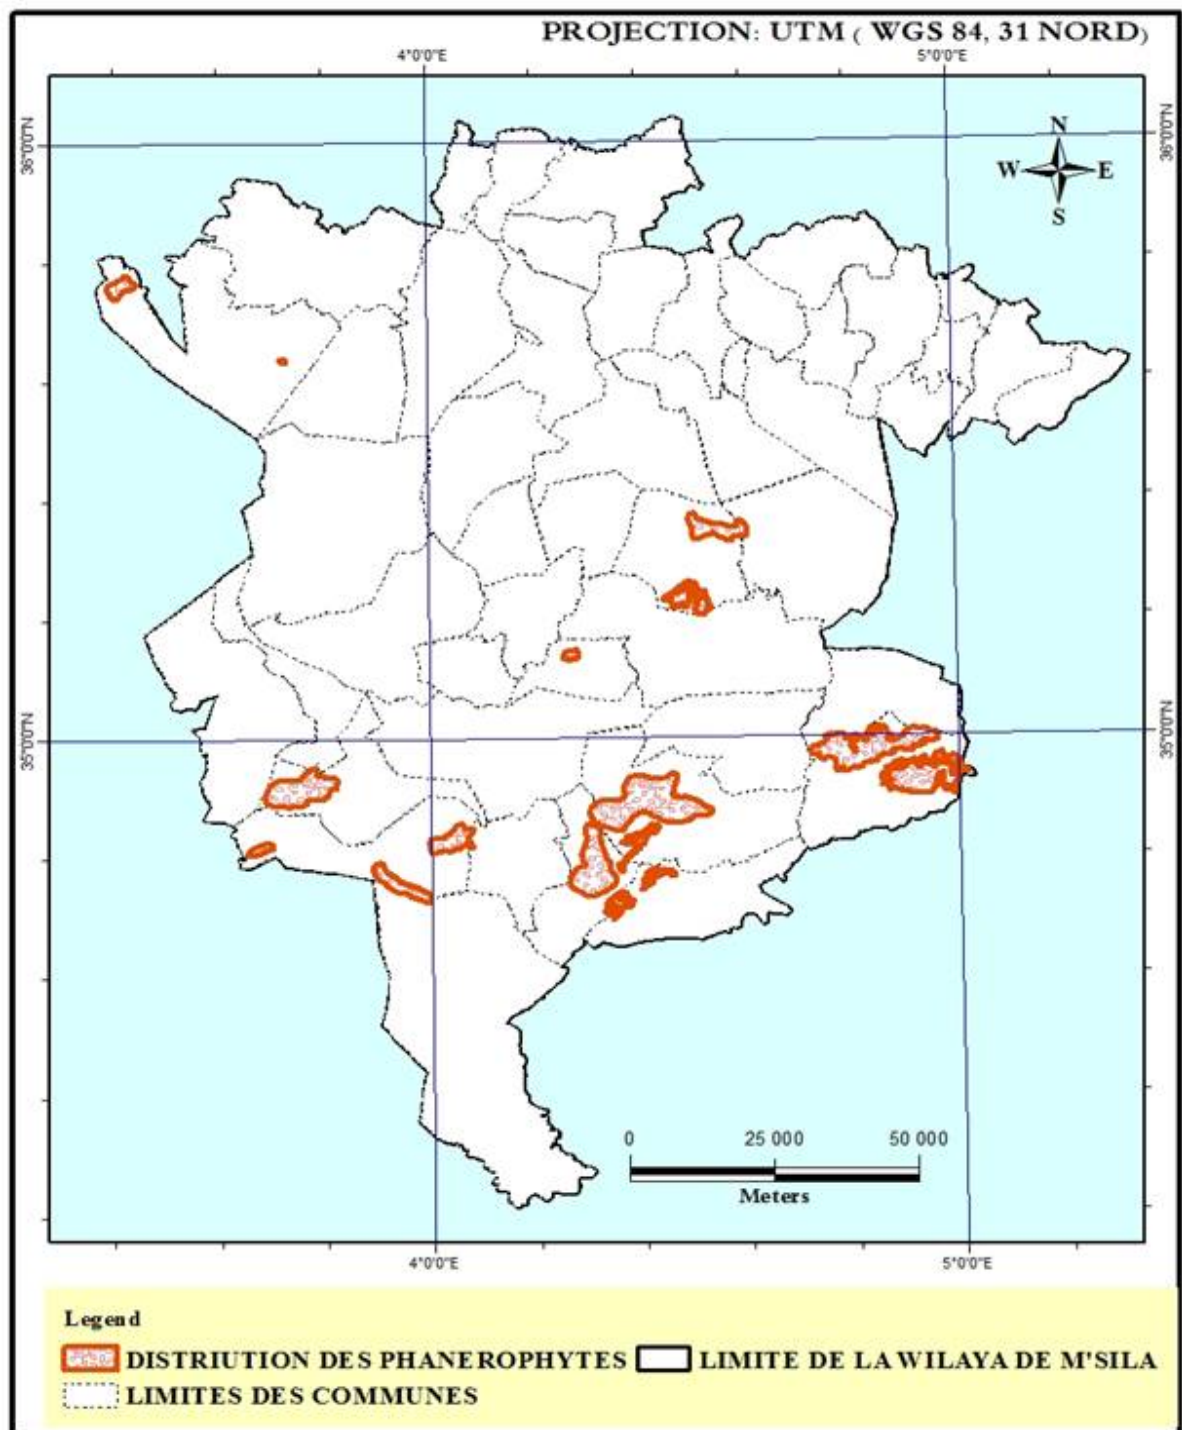 PROJECTION: UTM ( WGS 84, 31 NORD)
4°0'0"E 5°0'0"E
36°0'0"N 36°0'0"N
N
W E
S
35°0'0"N 35°0'0"N
0 25 000 50 000
Meters
4°0'0"E 5°0'0"E
Legend
DISTRIUTION DES PHANEROPHYTES LIMITE DE LA WILAYA DE M'SILA
LIMITES DES COMMUNES